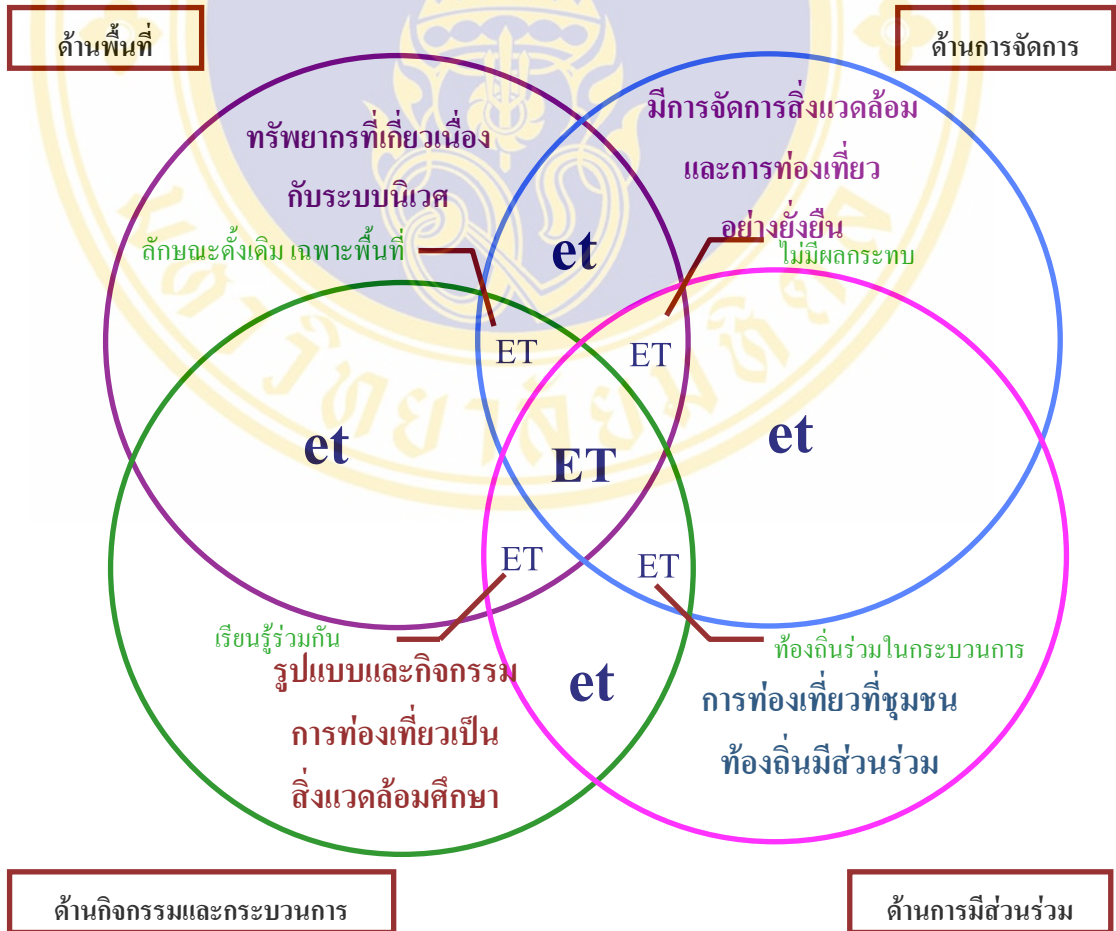 ด้านพื้นที่
ด้านการจัดการ
ทรัพยากรที่เกี่ยวเนื่อง
กับระบบนิเวศ
ลักษณะดั้งเดิม เฉพาะพื้นที่
มีการจัดการสิ่งแวดล้อม
และการท่องเที่ยว
อย่างยั่งยืน
ไม่มีผลกระทบ
et
ET
ET
et
ET
et
ET
ET
เรียนรู้ร่วมกัน
รูปแบบและกิจกรรม
การท่องเที่ยวเป็น
สิ่งแวดล้อมศึกษา
et
ท้องถิ่นร่วมในกระบวนการ
การท่องเที่ยวที่ชุมชน
ท้องถิ่นมีส่วนร่วม
ด้านกิจกรรมและกระบวนการ
ด้านการมีส่วนร่วม
มหาวิทยาลัยมหิดล